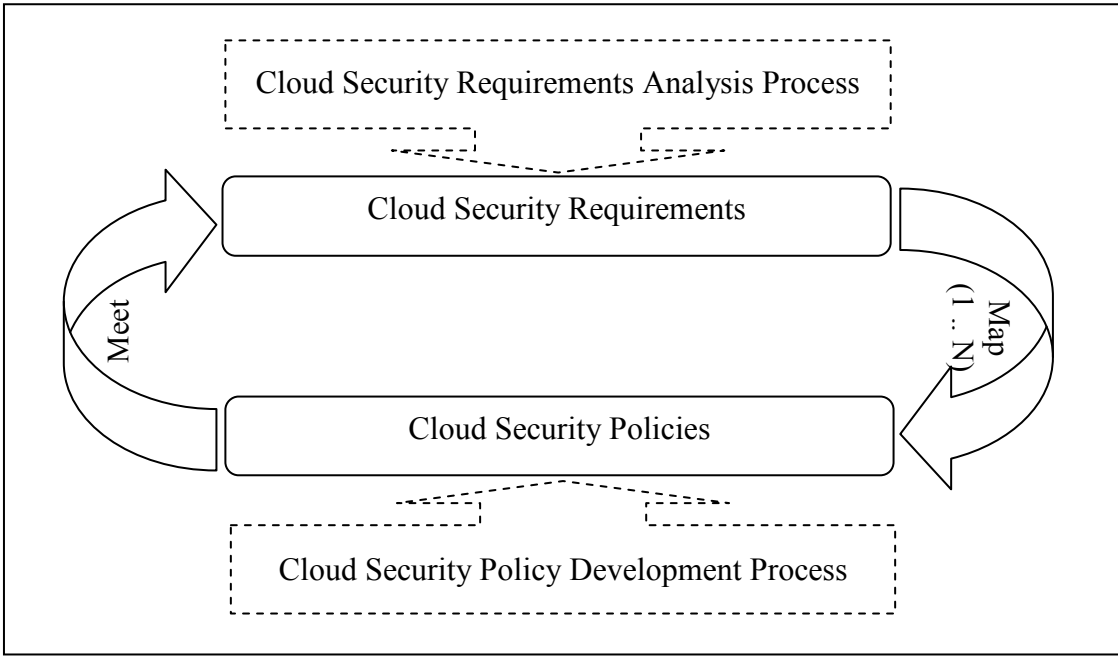 Cloud Security Requirements Analysis Process
Cloud Security Requirements
Meet
Map
(1 .. N)
Cloud Security Policies
Cloud Security Policy Development Process